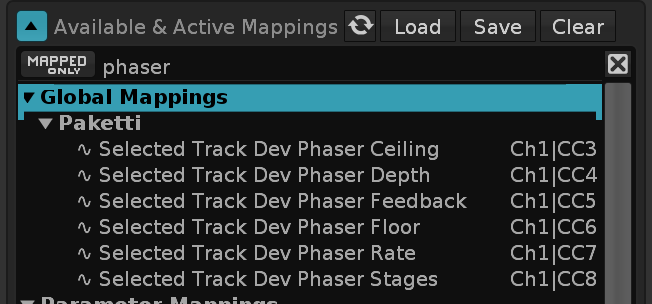 Available & Active Mappings Load Save Clear
MAPPED ONLY phaser
Global Mappings
Paketti
Selected Track Dev Phaser Ceiling Ch1|CC3
Selected Track Dev Phaser Depth Ch1|CC4
Selected Track Dev Phaser Feedback Ch1|CC5
Selected Track Dev Phaser Floor Ch1|CC6
Selected Track Dev Phaser Rate Ch1|CC7
Selected Track Dev Phaser Stages Ch1|CC8
Parameter Mappings